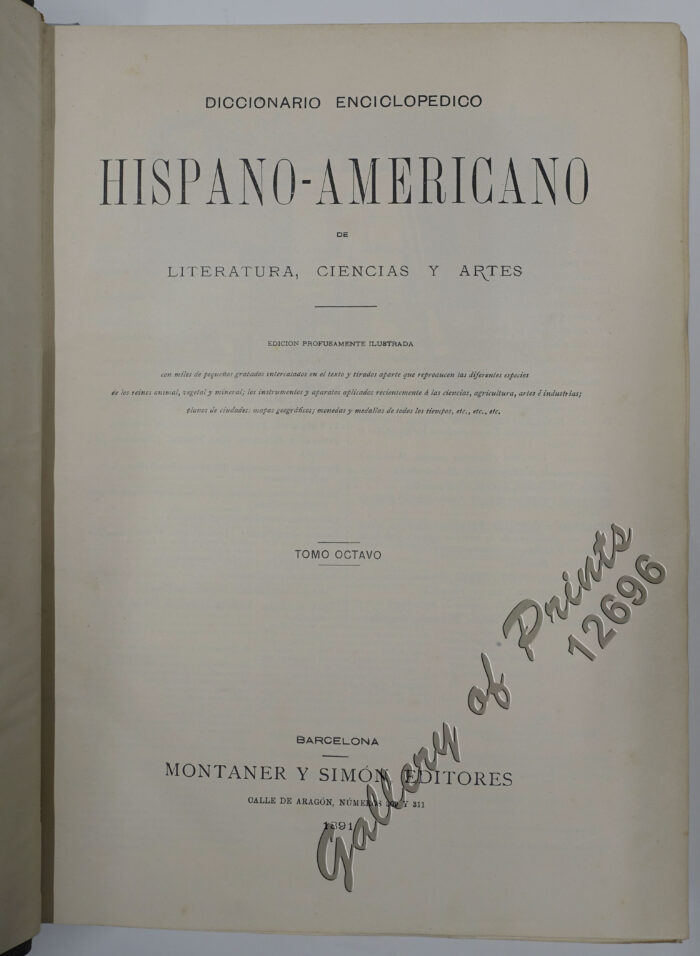 DICCIONARIO ENCICLOPEDICO
HISPANO-AMERICANO
DE
LITERATURA, CIENCIAS Y ARTES
EDICION PROFUSAMENTE ILUSTRADA
con miles de pequeños grabados intercalados en el texto y tirados aparte que reproducen las diferentes especies
de los reinos animal, vegetal y mineral; los instrumentos y aparatos aplicados recientemente á las ciencias, agricultura, artes é industrias;
planos de ciudades; mapas geográficos; monedas y medallas de todos los tiempos, etc., etc., etc.
TOMO OCTAVO
BARCELONA
MONTANER Y SIMÓN, EDITORES
CALLE DE ARAGÓN, NÚMEROS Y 311
1891
Gallery of Prints
12696